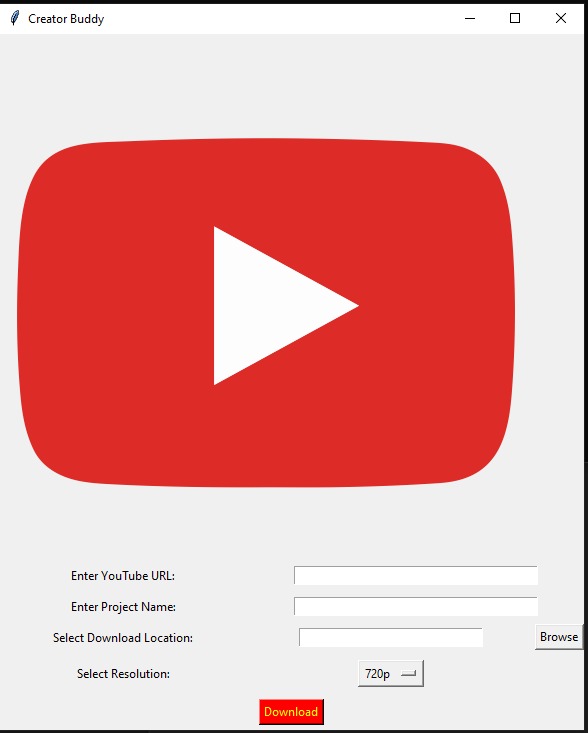 Creator Buddy
Enter YouTube URL:
Enter Project Name:
Select Download Location:
Browse
Select Resolution:
720p
Download